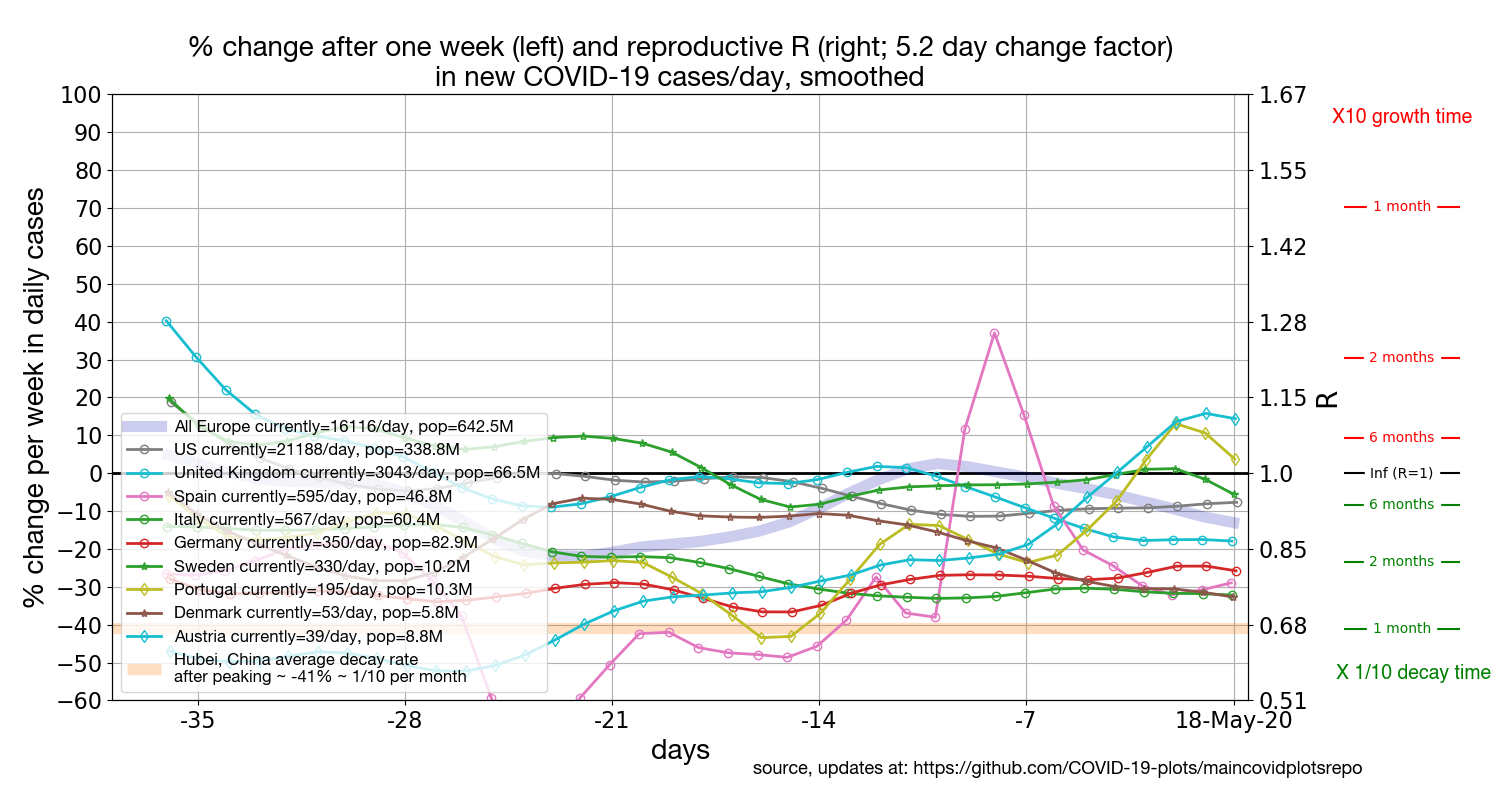 % change after one week (left) and reproductive R (right; 5.2 day change factor)
in new COVID-19 cases/day, smoothed
% change per week in daily cases
100
90
80
70
60
50
40
30
20
10
0
−10
−20
−30
−40
−50
−60
All Europe currently=16116/day, pop=642.5M
US currently=21188/day, pop=338.8M
United Kingdom currently=3043/day, pop=66.5M
Spain currently=595/day, pop=46.8M
Italy currently=567/day, pop=60.4M
Germany currently=350/day, pop=82.9M
Sweden currently=330/day, pop=10.2M
Portugal currently=195/day, pop=10.3M
Denmark currently=53/day, pop=5.8M
Austria currently=39/day, pop=8.8M
Hubei, China average decay rate
after peaking ~ -41% ~ 1/10 per month
-35
-28
-21
-14
-7
18-May-20
days
1.67
1.55
1.42
1.28
1.15
1.0
0.85
0.68
0.51
R
X10 growth time
1 month
2 months
6 months
Inf (R=1)
6 months
2 months
1 month
X 1/10 decay time
source, updates at: https://github.com/COVID-19-plots/maincovidplotsrepo